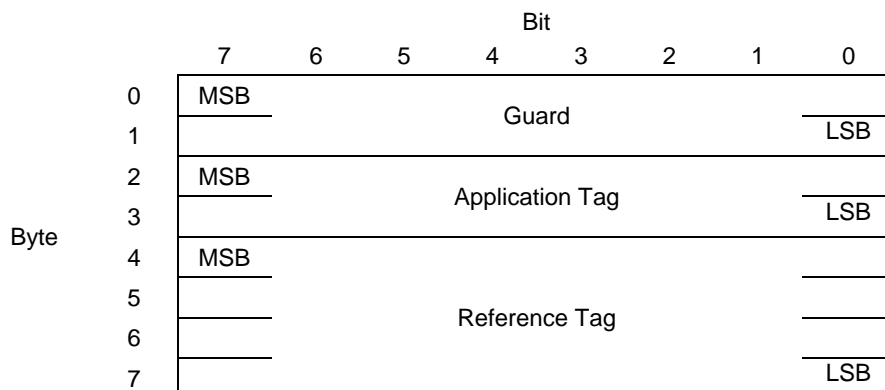 Bit
7 6 5 4 3 2 1 0
0 MSB
Guard
1 LSB
2 MSB
Application Tag
3 LSB
Byte
4 MSB
5
Reference Tag
6
7 LSB